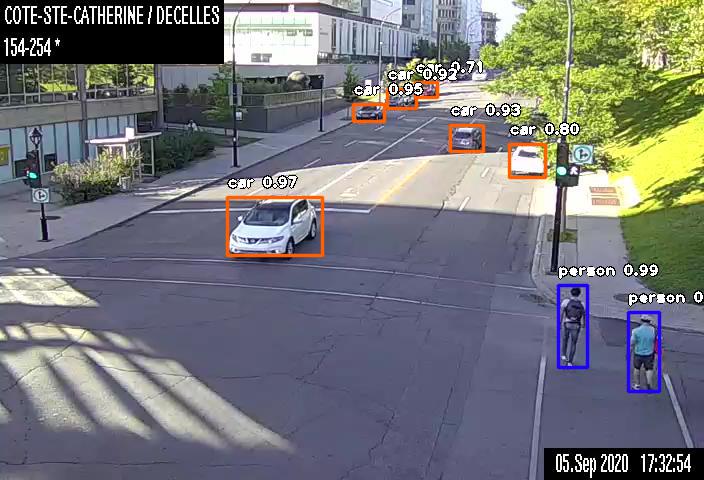 COTE-STE-CATHERINE / DECELLES
154-254 *
car 0.71
car 0.92
car 0.95
car 0.93
car 0.80
car 0.97
person 0.99
person 0
05.Sep 2020 17:32:54